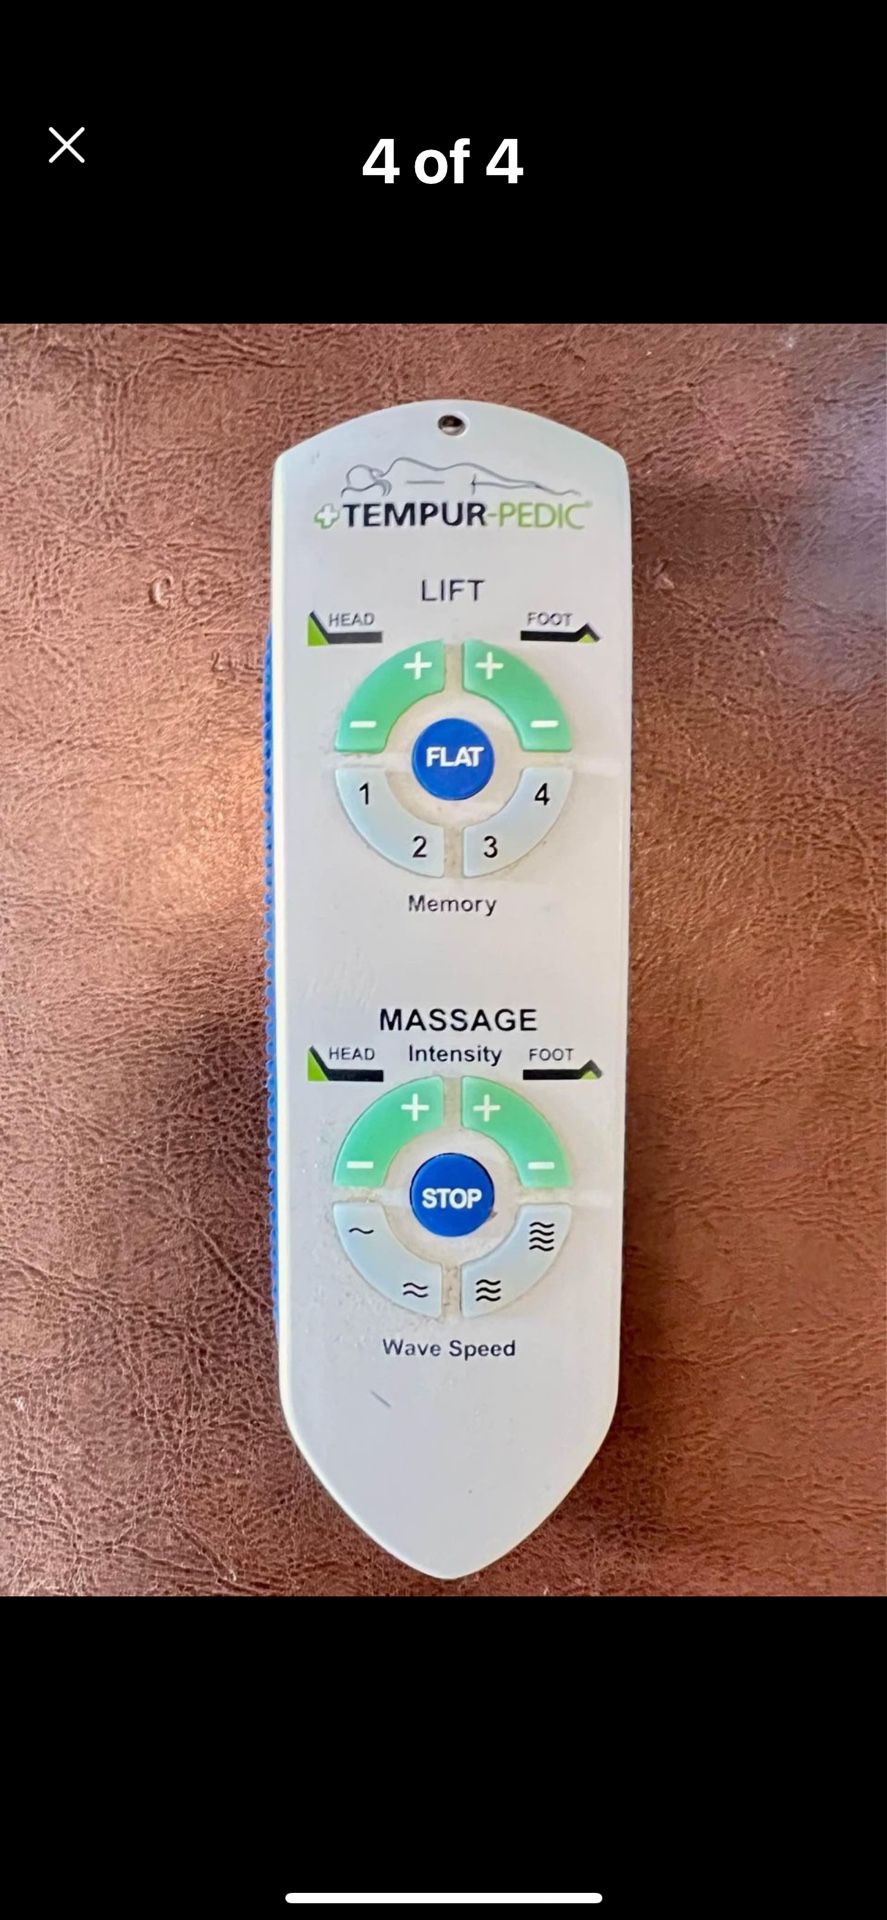 4 of 4
TEMPUR-PEDIC®
LIFT
HEAD FOOT
+ +
− −
FLAT
1 4
2 3
Memory
MASSAGE
HEAD Intensity FOOT
+ +
− −
STOP
Wave Speed